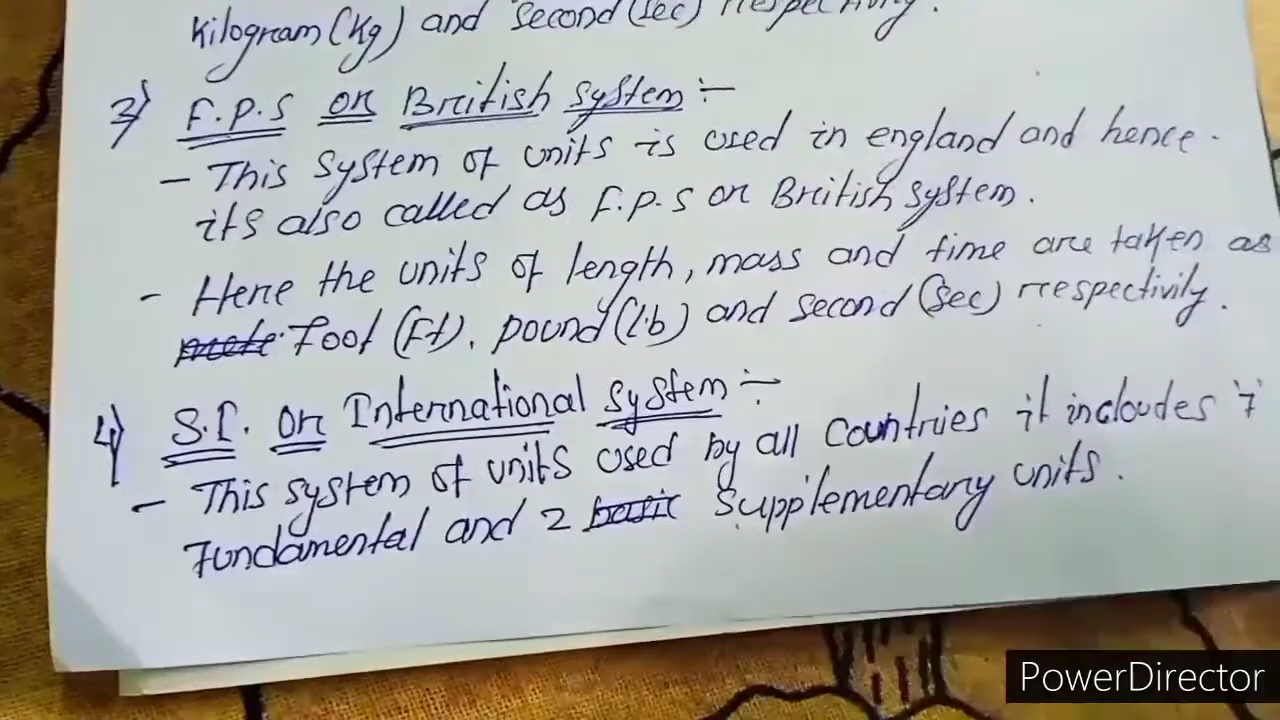 Kilogram (Kg) and second (sec) respectivily.
3) F.P.S or British system :-
- This system of units is used in england and hence
its also called as F.P.S or British system.
- Here the units of length, mass and time are taken as
Foot (Ft), pound (lb) and second (sec) respectivily.
4) S.I. or International system :-
- This system of units used by all countries it includes 7
Fundamental and 2 basic supplementary units.
PowerDirector